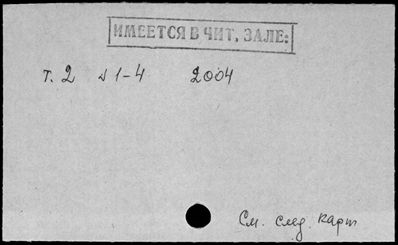 ИМЕЕТСЯ В ЧИТ. ЗАЛЕ:
Т. 2 № 1-4 2004
См. след. карт